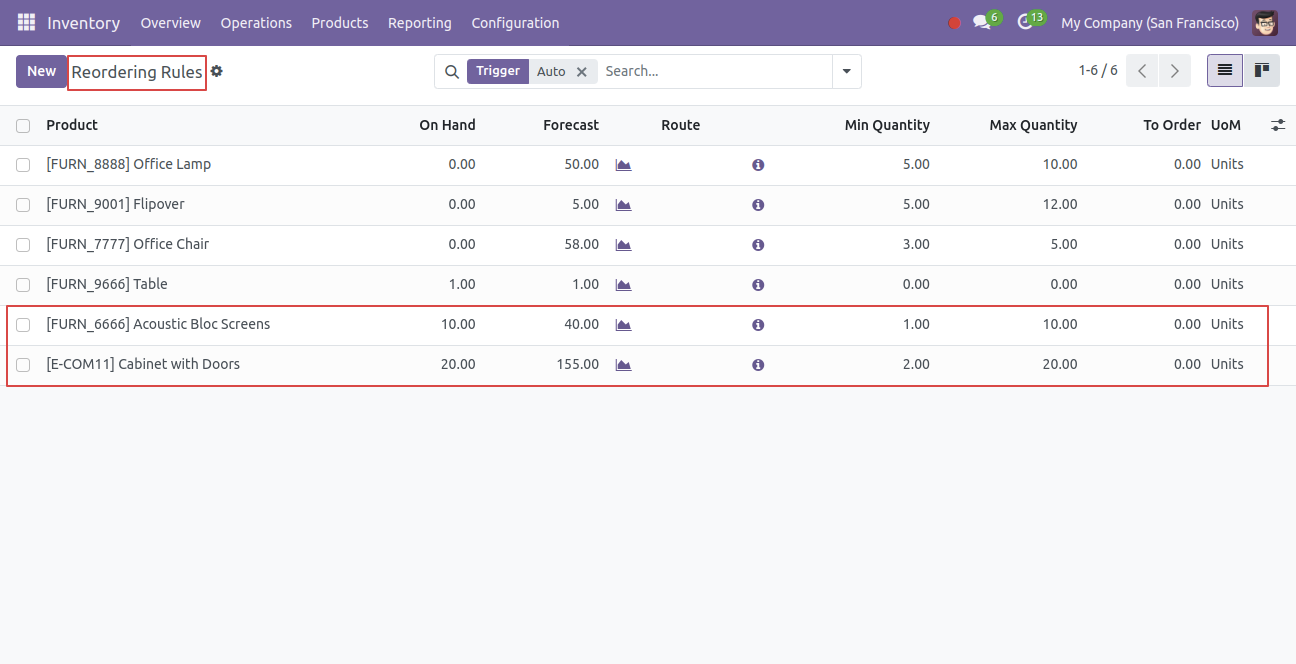 Inventory Overview Operations Products Reporting Configuration 6 13 My Company (San Francisco)
New Reordering Rules Trigger Auto Search... 1-6 / 6
Product On Hand Forecast Route Min Quantity Max Quantity To Order UoM
[FURN_8888] Office Lamp 0.00 50.00 5.00 10.00 0.00 Units
[FURN_9001] Flipover 0.00 5.00 5.00 12.00 0.00 Units
[FURN_7777] Office Chair 0.00 58.00 3.00 5.00 0.00 Units
[FURN_9666] Table 1.00 1.00 0.00 0.00 0.00 Units
[FURN_6666] Acoustic Bloc Screens 10.00 40.00 1.00 10.00 0.00 Units
[E-COM11] Cabinet with Doors 20.00 155.00 2.00 20.00 0.00 Units